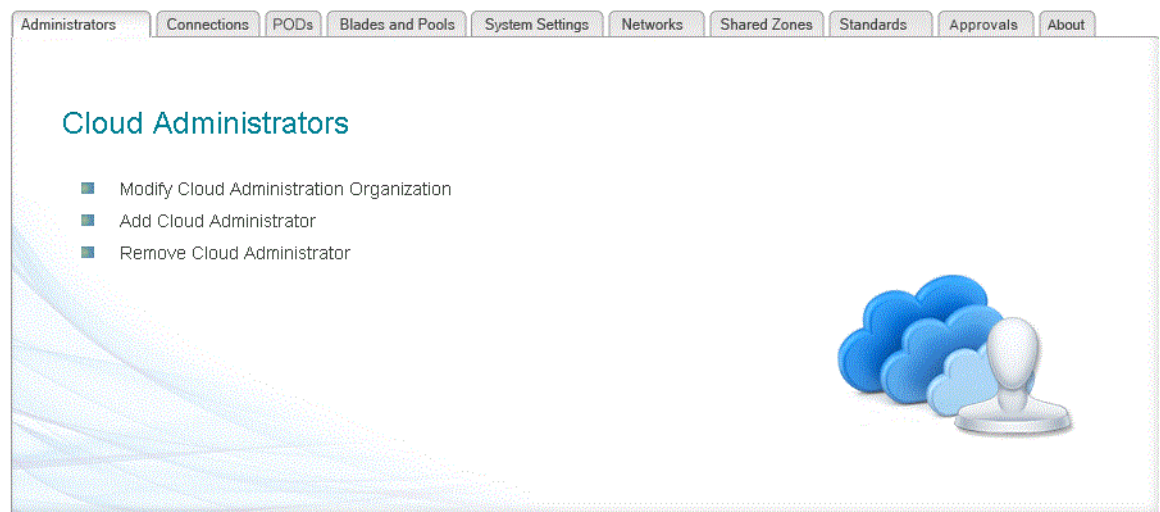 Administrators Connections PODs Blades and Pools System Settings Networks Shared Zones Standards Approvals About
Cloud Administrators
Modify Cloud Administration Organization
Add Cloud Administrator
Remove Cloud Administrator